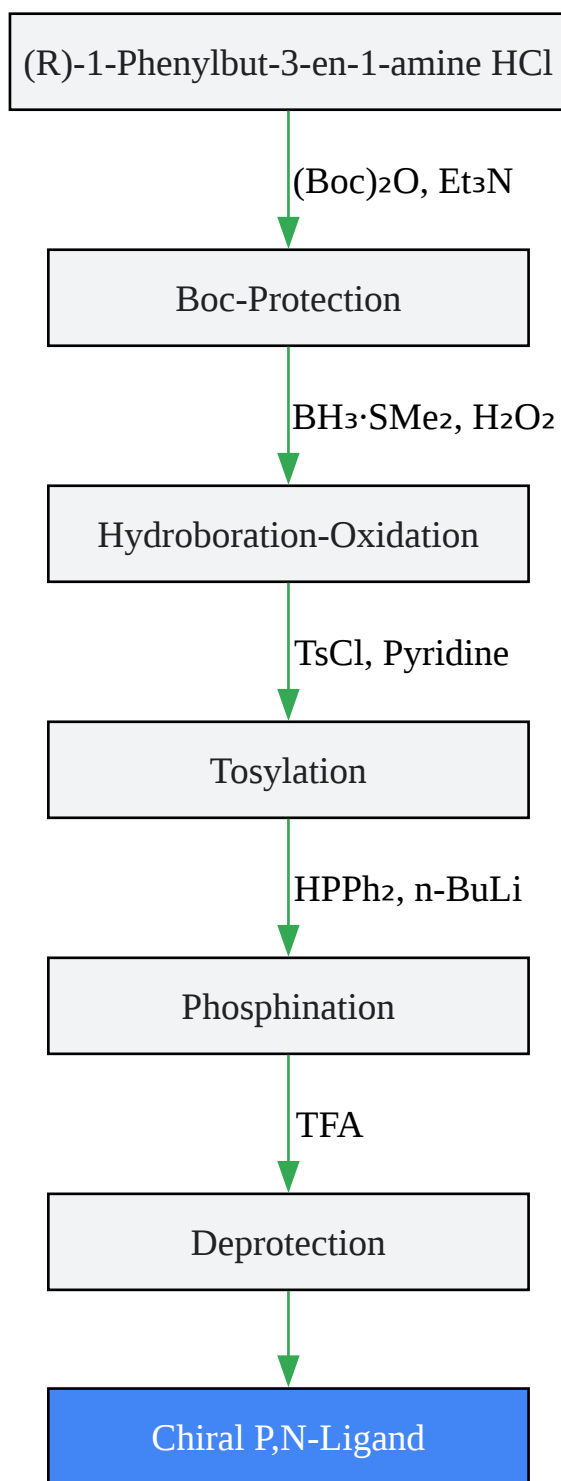 (R)-1-Phenylbut-3-en-1-amine HCl
(Boc)₂O, Et₃N
Boc-Protection
BH₃·SMe₂, H₂O₂
Hydroboration-Oxidation
TsCl, Pyridine
Tosylation
HPPh₂, n-BuLi
Phosphination
TFA
Deprotection
Chiral P,N-Ligand